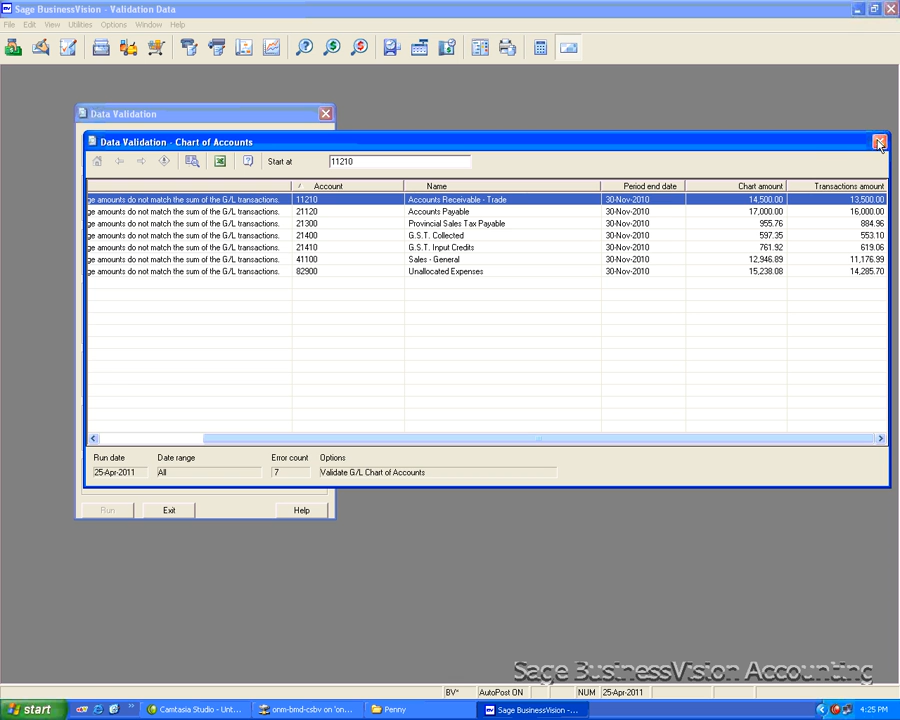 Sage BusinessVision - Validation Data
File Edit View Utilities Options Window Help
Data Validation
Data Validation - Chart of Accounts
Start at 11210
/ Account Name Period end date Chart amount Transactions amount
ge amounts do not match the sum of the G/L transactions. 11210 Accounts Receivable - Trade 30-Nov-2010 14,500.00 13,500.00
ge amounts do not match the sum of the G/L transactions. 21120 Accounts Payable 30-Nov-2010 17,000.00 16,000.00
ge amounts do not match the sum of the G/L transactions. 21300 Provincial Sales Tax Payable 30-Nov-2010 955.76 884.96
ge amounts do not match the sum of the G/L transactions. 21400 G.S.T. Collected 30-Nov-2010 597.35 553.10
ge amounts do not match the sum of the G/L transactions. 21410 G.S.T. Input Credits 30-Nov-2010 761.92 619.06
ge amounts do not match the sum of the G/L transactions. 41100 Sales - General 30-Nov-2010 12,946.89 11,176.99
ge amounts do not match the sum of the G/L transactions. 82900 Unallocated Expenses 30-Nov-2010 15,238.08 14,285.70
Run date Date range Error count Options
25-Apr-2011 All 7 Validate G/L Chart of Accounts
Run Exit Help
Sage BusinessVision Accounting
BV* AutoPost ON NUM 25-Apr-2011
start Camtasia Studio - Unt... onm-bmd-csbv on 'on... Penny Sage BusinessVision -... 4:25 PM